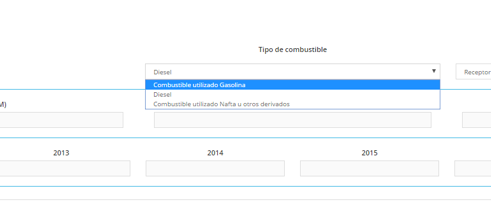 Tipo de combustible
Diesel
Receptor
Combustible utilizado Gasolina
Diesel
Combustible utilizado Nafta u otros derivados
M)
2013 2014 2015